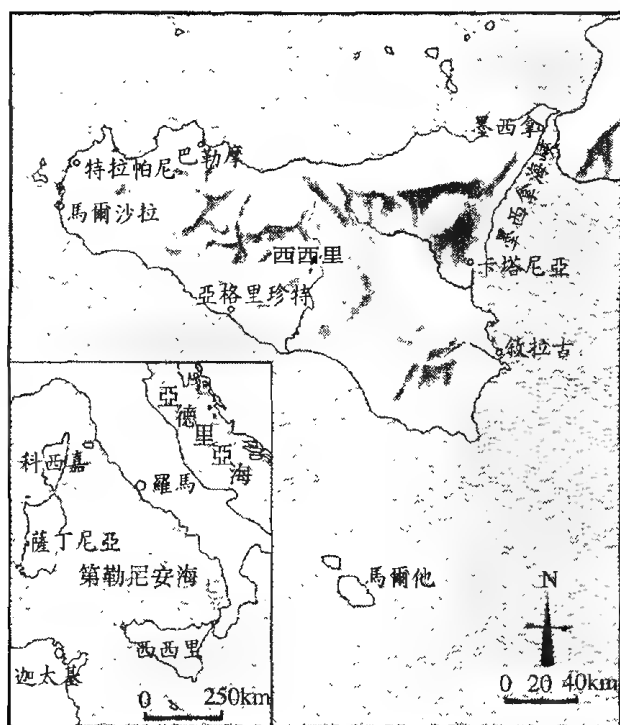 墨西拿
巴勒摩
特拉帕尼
墨西拿海峽
馬爾沙拉
西西里
卡塔尼亞
亞格里珍特
敘拉古
亞德里亞海
科西嘉
羅馬
薩丁尼亞
第勒尼安海
馬爾他
N
西西里
迦太基
0 250km
0 20 40km